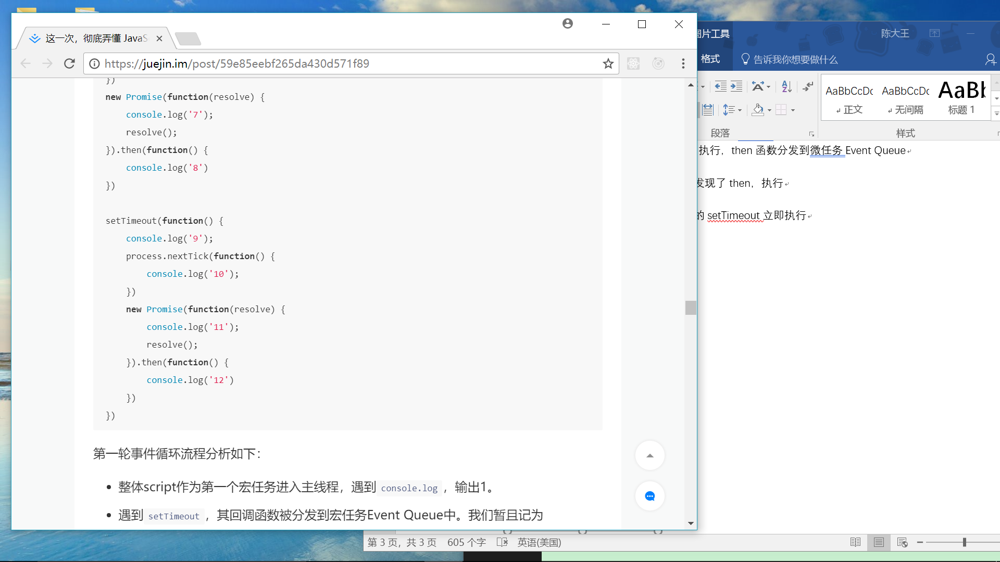 这一次，彻底弄懂 JavaS
https://juejin.im/post/59e85eebf265da430d571f89
})
new Promise(function(resolve) {
    console.log('7');
    resolve();
}).then(function() {
    console.log('8')
})
setTimeout(function() {
    console.log('9');
    process.nextTick(function() {
        console.log('10');
    })
    new Promise(function(resolve) {
        console.log('11');
        resolve();
    }).then(function() {
        console.log('12')
    })
})
第一轮事件循环流程分析如下：
• 整体script作为第一个宏任务进入主线程，遇到 console.log ，输出1。
• 遇到 setTimeout ，其回调函数被分发到宏任务Event Queue中。我们暂且记为
图片工具
陈大王
格式
告诉我你想要做什么
AaBbCcDc AaBbCcDc AaBb
正文 无间隔 标题 1
段落 样式
执行，then 函数分发到微任务 Event Queue
发现了 then，执行
的 setTimeout 立即执行
第 3 页，共 3 页 605 个字 英语(美国)